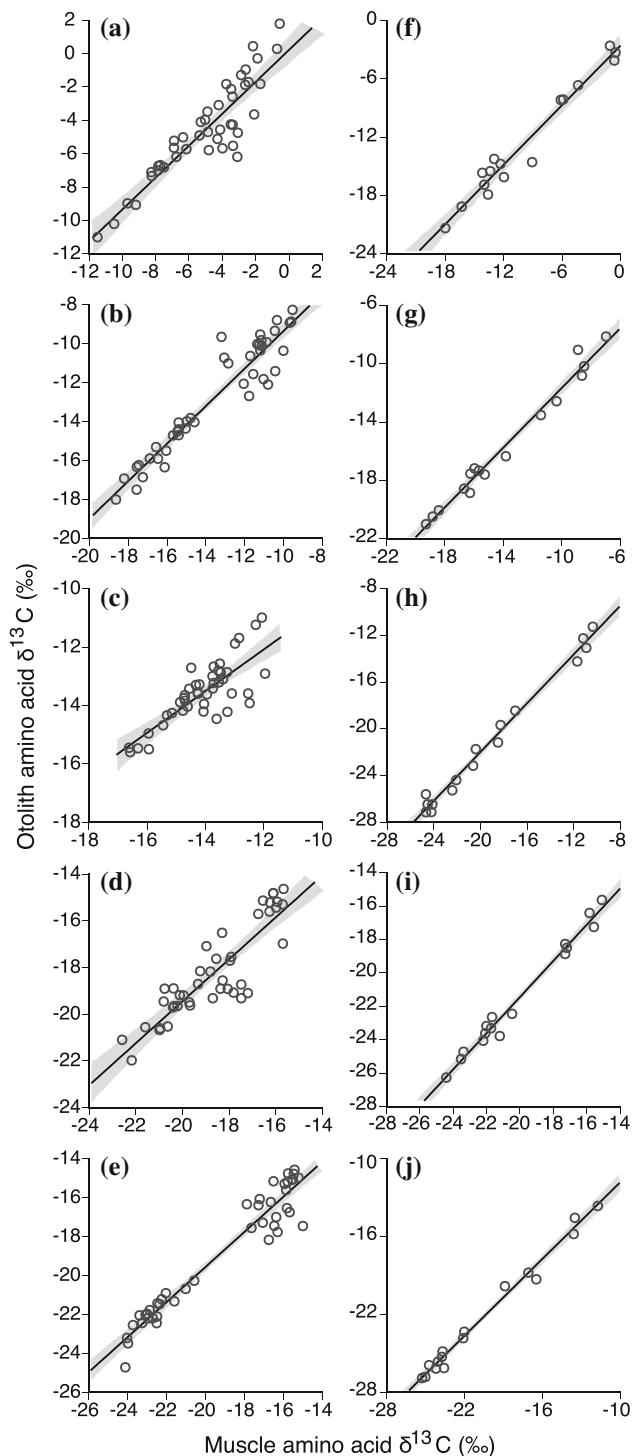 (a)
2
0
-2
-4
-6
-8
-10
-12
-12 -10 -8 -6 -4 -2 0 2
(f)
0
-6
-12
-18
-24
-24 -18 -12 -6 0
(b)
-8
-10
-12
-14
-16
-18
-20
-20 -18 -16 -14 -12 -10 -8
(g)
-6
-10
-14
-18
-22
-22 -18 -14 -10 -6
(c)
-10
-12
-14
-16
-18
-18 -16 -14 -12 -10
(h)
-8
-12
-16
-20
-24
-28
-28 -24 -20 -16 -12 -8
(d)
-14
-16
-18
-20
-22
-24
-24 -22 -20 -18 -16 -14
(i)
-14
-16
-18
-20
-22
-24
-26
-28
-28 -26 -24 -22 -20 -18 -16 -14
(e)
-14
-16
-18
-20
-22
-24
-26
-26 -24 -22 -20 -18 -16 -14
(j)
-10
-16
-22
-28
-28 -22 -16 -10
Otolith amino acid δ13C (‰)
Muscle amino acid δ13C (‰)